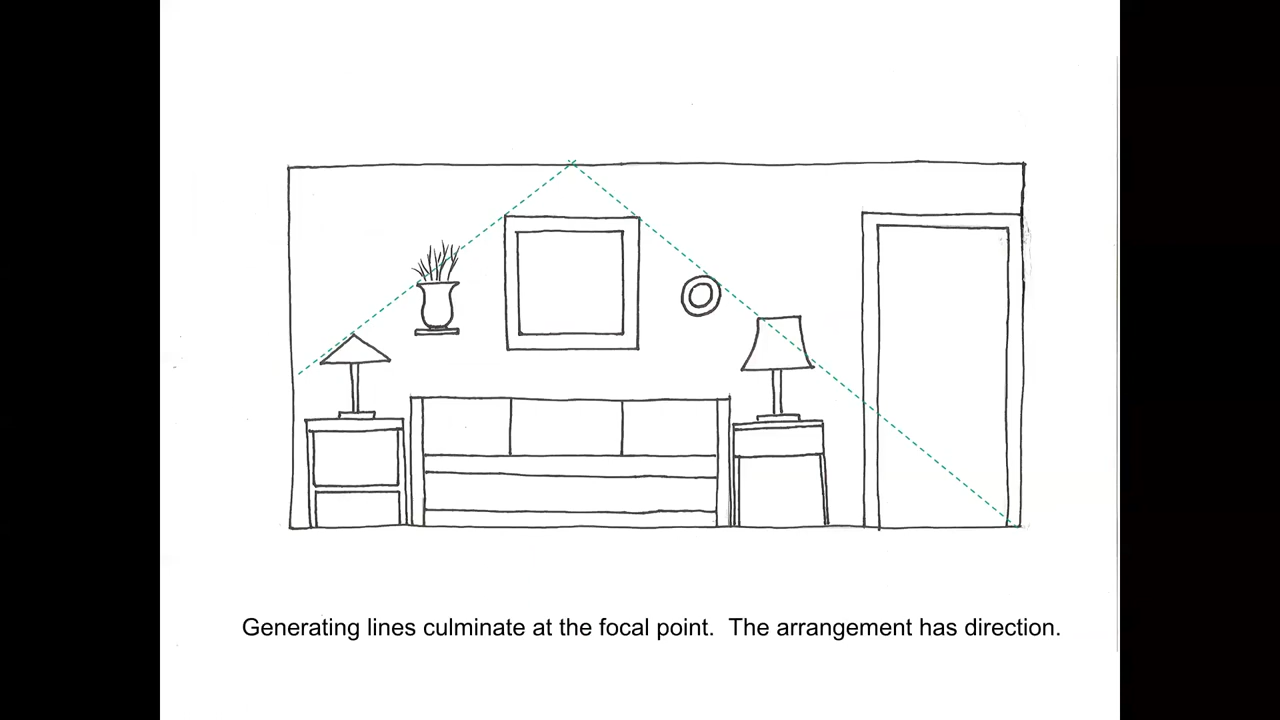 Generating lines culminate at the focal point.  The arrangement has direction.